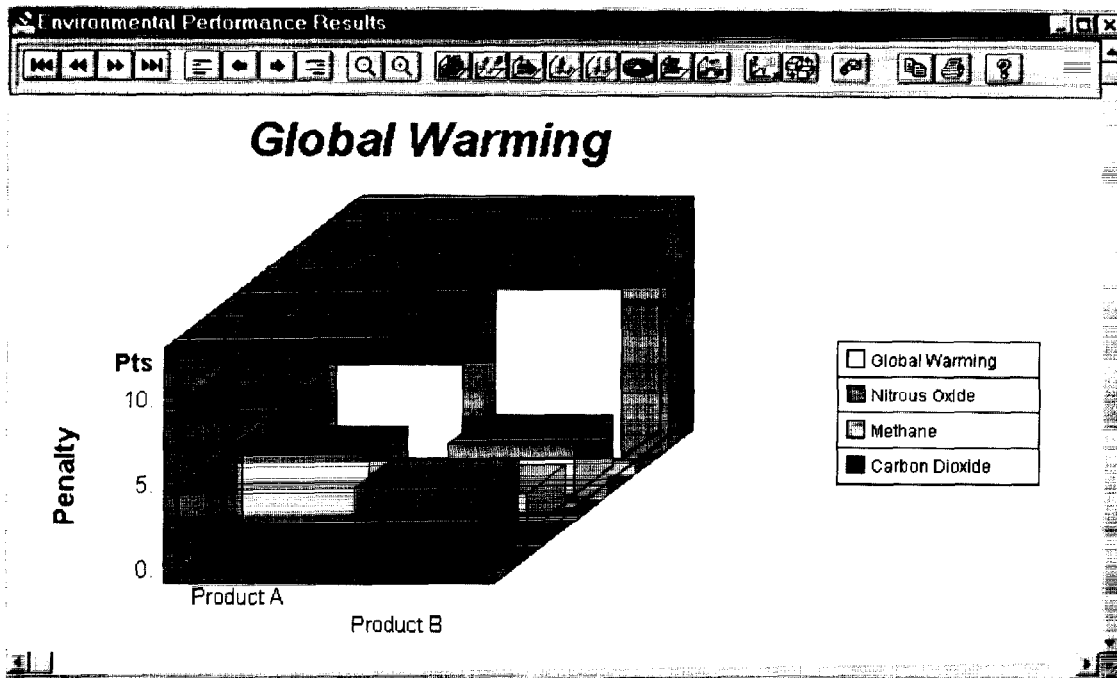 Environmental Performance Results
Global Warming
Pts
10
5
0
Penalty
Product A
Product B
Global Warming
Nitrous Oxide
Methane
Carbon Dioxide